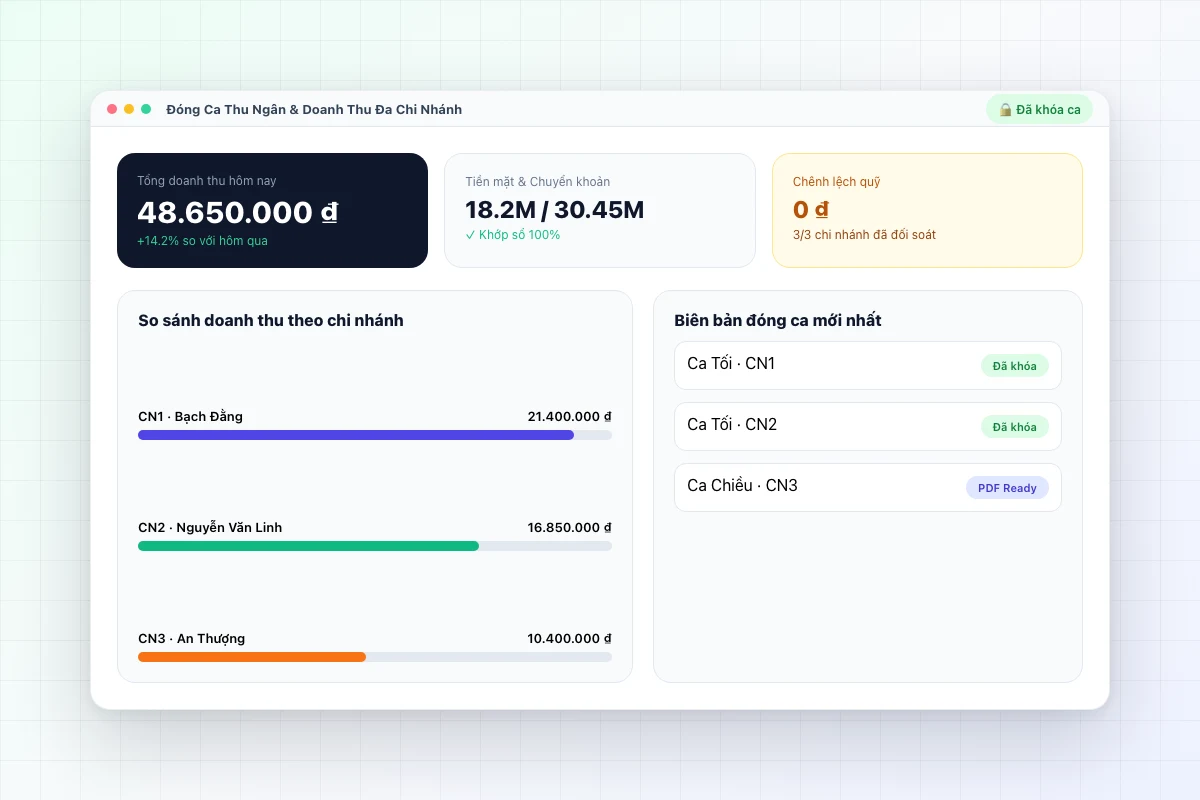 Đóng Ca Thu Ngân & Doanh Thu Đa Chi Nhánh
🔒 Đã khóa ca
Tổng doanh thu hôm nay
48.650.000 ₫
+14.2% so với hôm qua
Tiền mặt & Chuyển khoản
18.2M / 30.45M
✓ Khớp số 100%
Chênh lệch quỹ
0 ₫
3/3 chi nhánh đã đối soát
So sánh doanh thu theo chi nhánh
CN1 · Bạch Đằng
21.400.000 ₫
CN2 · Nguyễn Văn Linh
16.850.000 ₫
CN3 · An Thượng
10.400.000 ₫
Biên bản đóng ca mới nhất
Ca Tối · CN1
Đã khóa
Ca Tối · CN2
Đã khóa
Ca Chiều · CN3
PDF Ready